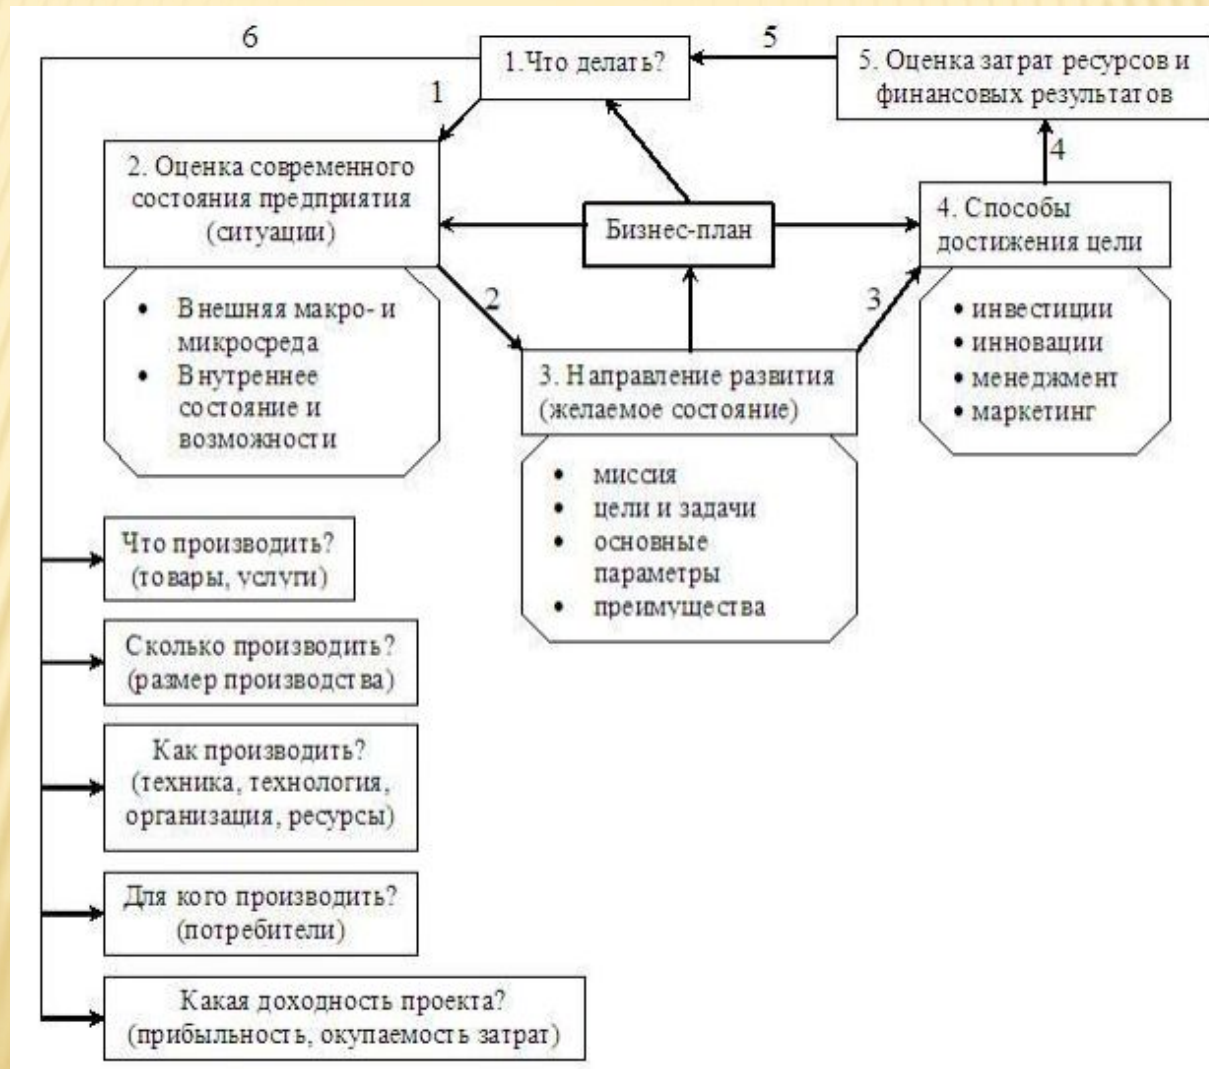 6
5
1.Что делать?
5. Оценка затрат ресурсов и
финансовых результатов
1
4
2. Оценка современного
состояния предприятия
(ситуации)
Бизнес-план
4. Способы
достижения цели
• Внешняя макро- и
микросреда
• Внутреннее
состояние и
возможности
2
3
• инвестиции
• инновации
• менеджмент
• маркетинг
3. Направление развития
(желаемое состояние)
• миссия
• цели и задачи
• основные
параметры
• преимущества
Что производить?
(товары, услуги)
Сколько производить?
(размер производства)
Как производить?
(техника, технология,
организация, ресурсы)
Для кого производить?
(потребители)
Какая доходность проекта?
(прибыльность, окупаемость затрат)